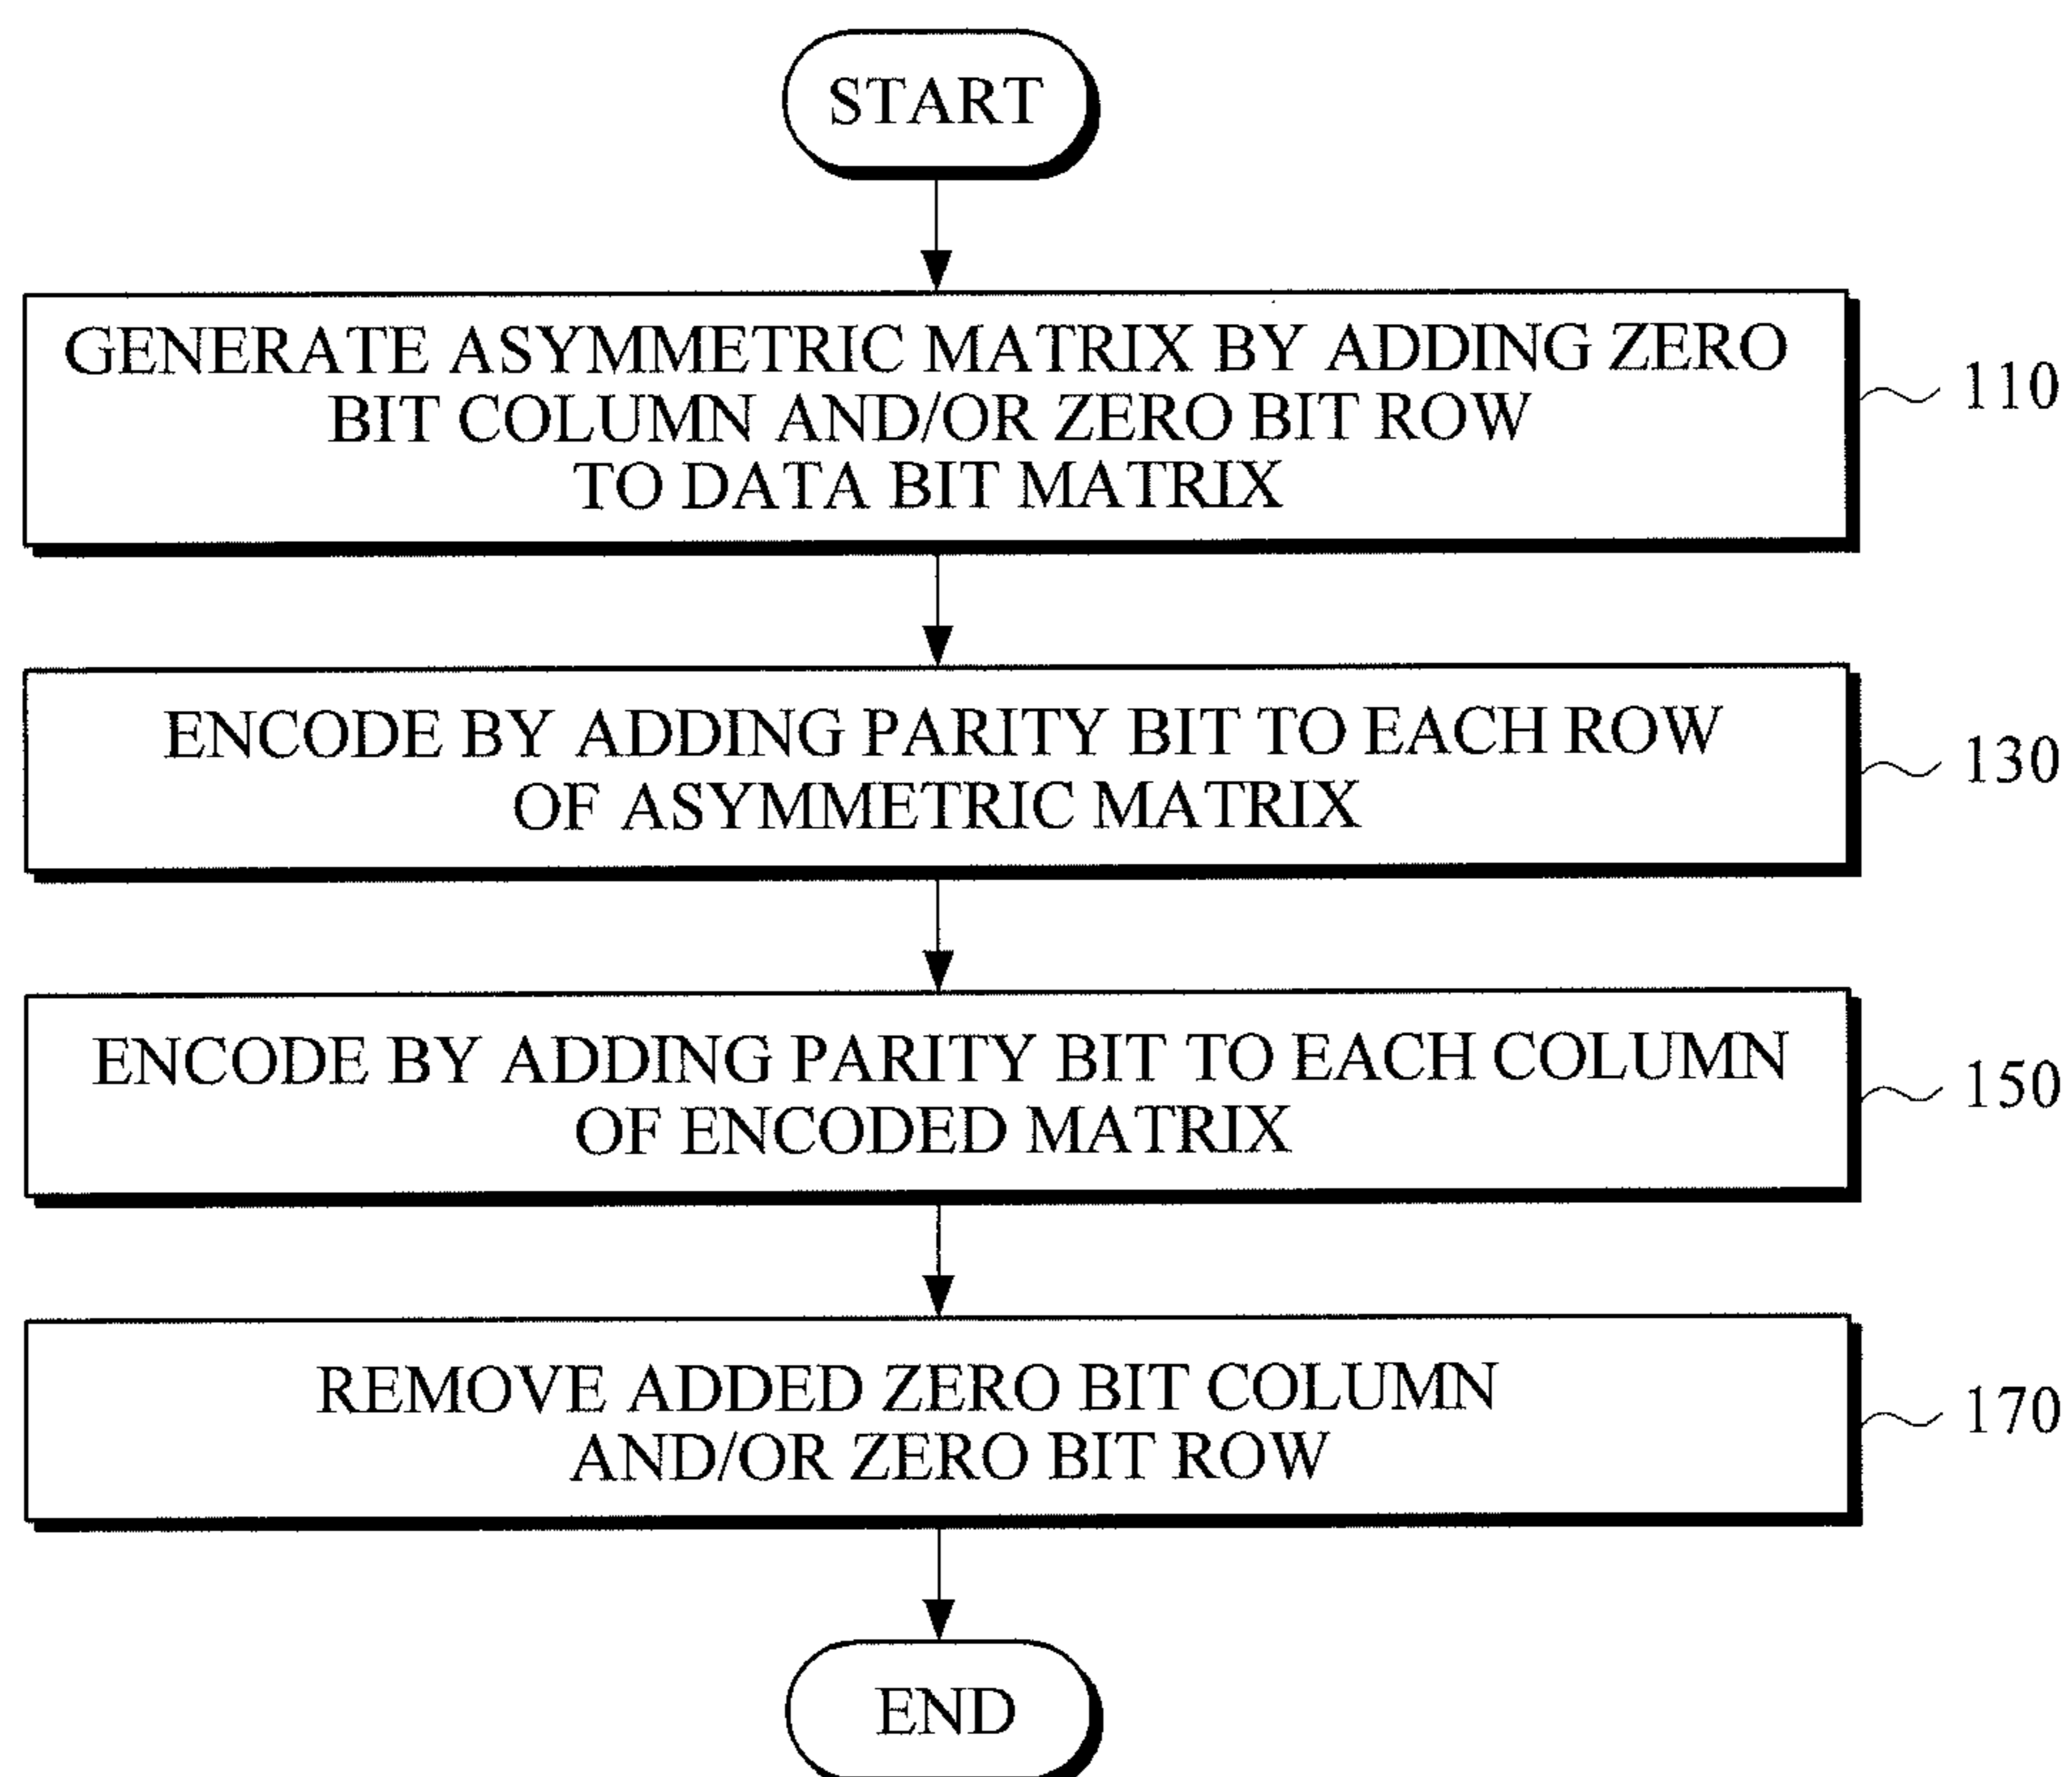 START
GENERATE ASYMMETRIC MATRIX BY ADDING ZERO
BIT COLUMN AND/OR ZERO BIT ROW
TO DATA BIT MATRIX
110
ENCODE BY ADDING PARITY BIT TO EACH ROW
OF ASYMMETRIC MATRIX
130
ENCODE BY ADDING PARITY BIT TO EACH COLUMN
OF ENCODED MATRIX
150
REMOVE ADDED ZERO BIT COLUMN
AND/OR ZERO BIT ROW
170
END